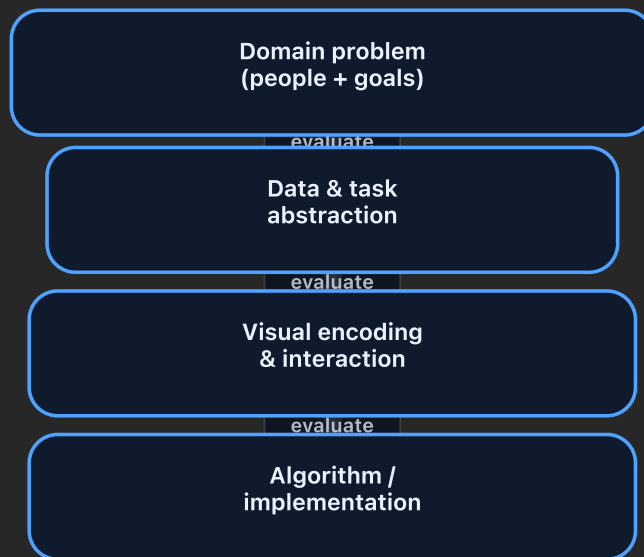 Domain problem
(people + goals)
evaluate
Data & task
abstraction
evaluate
Visual encoding
& interaction
evaluate
Algorithm /
implementation